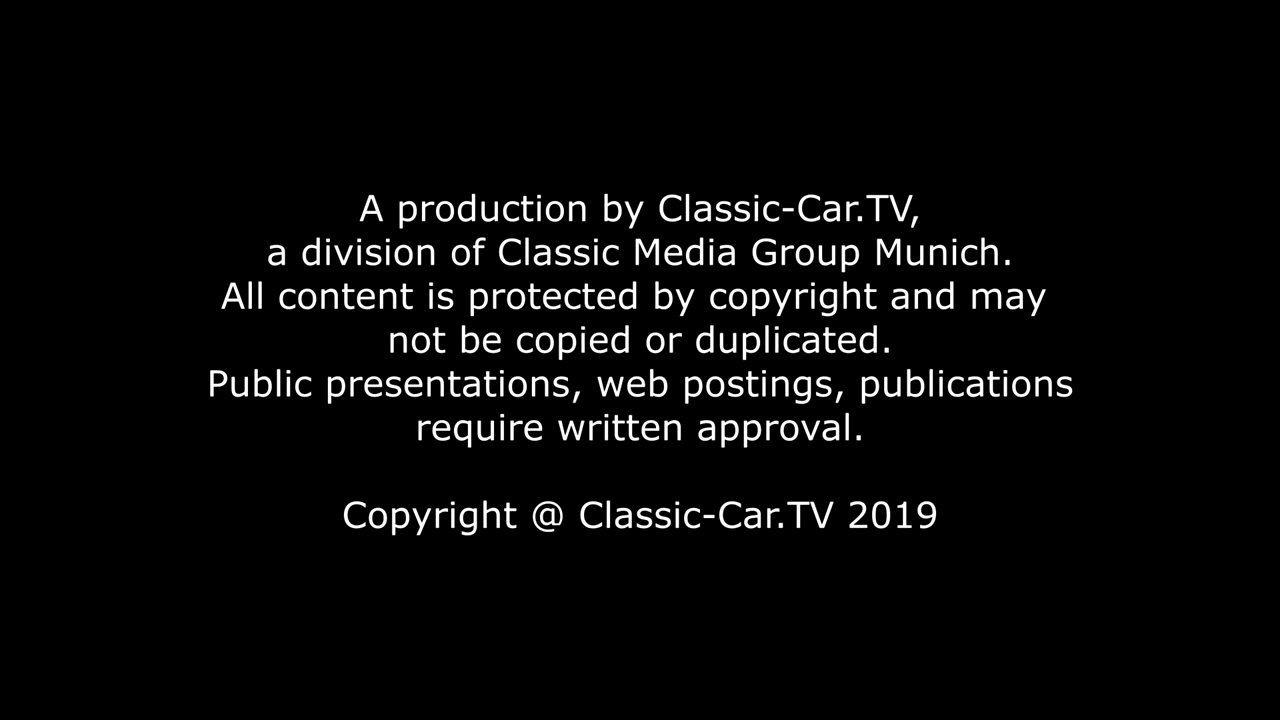 A production by Classic-Car.TV,
a division of Classic Media Group Munich.
All content is protected by copyright and may
not be copied or duplicated.
Public presentations, web postings, publications
require written approval.
Copyright @ Classic-Car.TV 2019